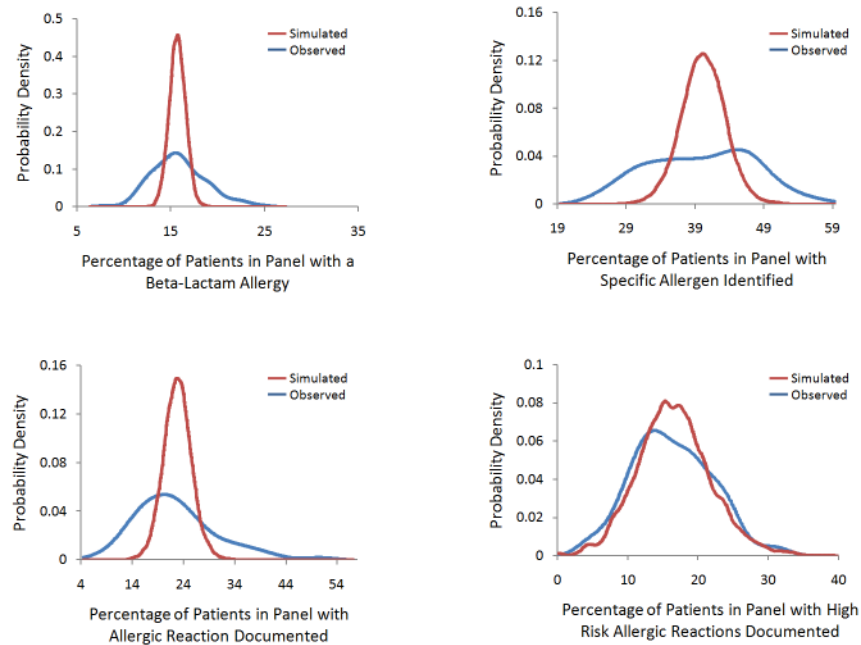 0.5
0.4
0.3
0.2
0.1
0
Probability Density
Simulated
Observed
5 15 25 35
Percentage of Patients in Panel with a
Beta-Lactam Allergy
0.16
0.12
0.08
0.04
0
Probability Density
Simulated
Observed
19 29 39 49 59
Percentage of Patients in Panel with
Specific Allergen Identified
0.16
0.12
0.08
0.04
0
Probability Density
Simulated
Observed
4 14 24 34 44 54
Percentage of Patients in Panel with
Allergic Reaction Documented
0.1
0.08
0.06
0.04
0.02
0
Probability Density
Simulated
Observed
0 10 20 30 40
Percentage of Patients in Panel with High
Risk Allergic Reactions Documented